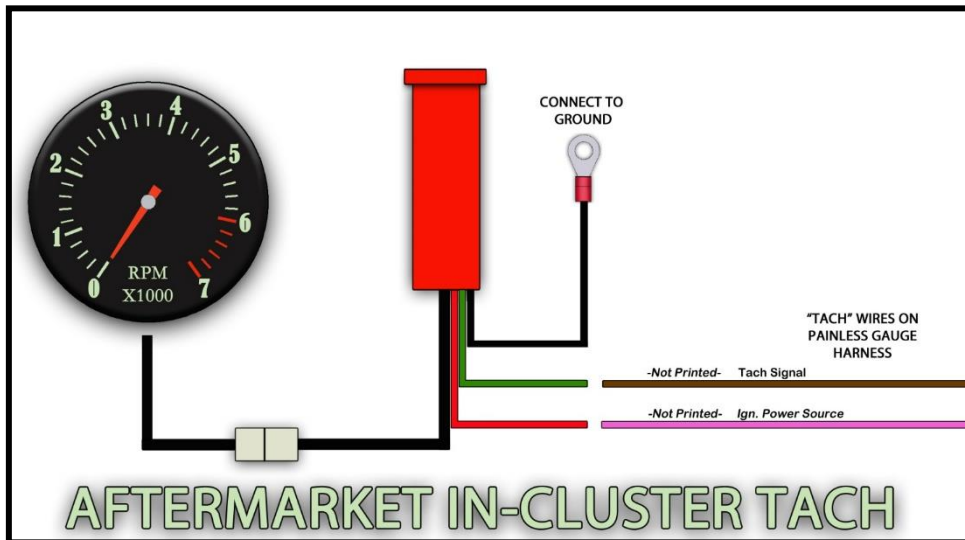 3
4
2
5
1
6
0
7
RPM
X1000
CONNECT TO
GROUND
"TACH" WIRES ON
PAINLESS GAUGE
HARNESS
-Not Printed- Tach Signal
-Not Printed- Ign. Power Source
AFTERMARKET IN-CLUSTER TACH